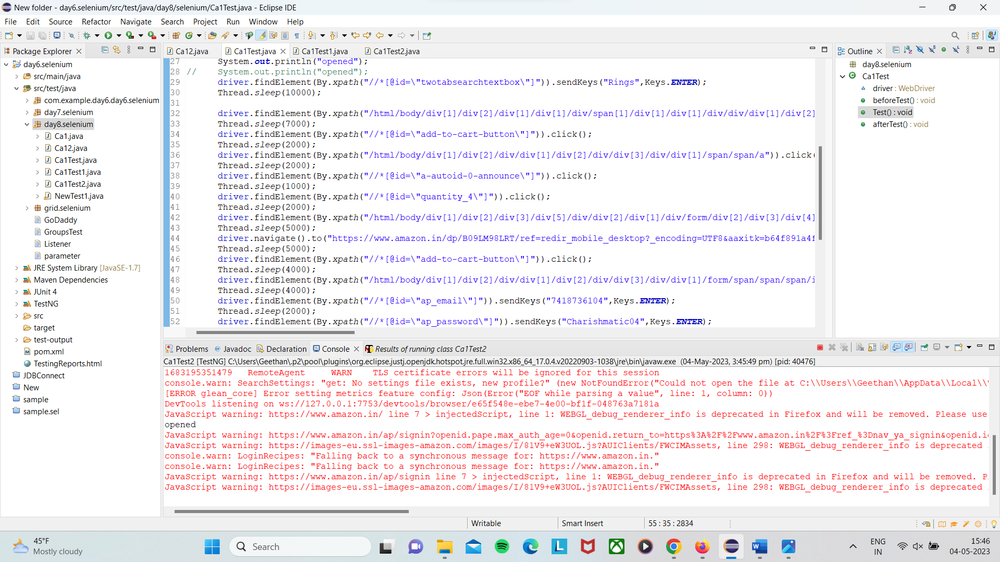 New folder - day6.selenium/src/test/java/day8/selenium/Ca1Test.java - Eclipse IDE
File Edit Source Refactor Navigate Search Project Run Window Help
Package Explorer
day6.selenium
src/main/java
src/test/java
com.example.day6.day6.selenium
day7.selenium
day8.selenium
Ca1.java
Ca12.java
Ca1Test.java
Ca1Test1.java
Ca1Test2.java
NewTest1.java
grid.selenium
GoDaddy
GroupsTest
Listener
parameter
JRE System Library [JavaSE-1.7]
Maven Dependencies
JUnit 4
TestNG
src
target
test-output
pom.xml
TestingReports.html
JDBConnect
New
sample
sample.sel
Ca12.java Ca1Test.java Ca1Test1.java Ca1Test2.java
27 System.out.println("opened");
28 // System.out.println("opened");
29 driver.findElement(By.xpath("//*[@id=\"twotabsearchtextbox\"]")).sendKeys("Rings",Keys.ENTER);
30 Thread.sleep(10000);
31
32 driver.findElement(By.xpath("/html/body/div[1]/div[2]/div[1]/div[1]/div/span[1]/div[1]/div[1]/div/div/div[1]/div[2]
33 Thread.sleep(7000);
34 driver.findElement(By.xpath("//*[@id=\"add-to-cart-button\"]")).click();
35 Thread.sleep(2000);
36 driver.findElement(By.xpath("/html/body/div[1]/div[2]/div/div[1]/div[2]/div/div[3]/div/div[1]/span/span/a")).click(
37 Thread.sleep(2000);
38 driver.findElement(By.xpath("//*[@id=\"a-autoid-0-announce\"]")).click();
39 Thread.sleep(1000);
40 driver.findElement(By.xpath("//*[@id=\"quantity_4\"]")).click();
41 Thread.sleep(2000);
42 driver.findElement(By.xpath("/html/body/div[1]/div[2]/div[3]/div[5]/div/div[2]/div[1]/div/form/div[2]/div[3]/div[4]
43 Thread.sleep(5000);
44 driver.navigate().to("https://www.amazon.in/dp/B09LM98LRT/ref=redir_mobile_desktop?_encoding=UTF8&aaxitk=b64f891a4f
45 Thread.sleep(5000);
46 driver.findElement(By.xpath("//*[@id=\"add-to-cart-button\"]")).click();
47 Thread.sleep(4000);
48 driver.findElement(By.xpath("/html/body/div[1]/div[2]/div/div[1]/div[2]/div/div[3]/div/div[1]/form/span/span/span/i
49 Thread.sleep(4000);
50 driver.findElement(By.xpath("//*[@id=\"ap_email\"]")).sendKeys("7418736104",Keys.ENTER);
51 Thread.sleep(2000);
52 driver.findElement(By.xpath("//*[@id=\"ap_password\"]")).sendKeys("Charishmatic04",Keys.ENTER);
Outline
day8.selenium
Ca1Test
driver : WebDriver
beforeTest() : void
Test() : void
afterTest() : void
Problems Javadoc Declaration Console Results of running class Ca1Test2
Ca1Test2 [TestNG] C:\Users\Geethan\.p2\pool\plugins\org.eclipse.justj.openjdk.hotspot.jre.full.win32.x86_64_17.0.4.v20220903-1038\jre\bin\javaw.exe (04-May-2023, 3:45:49 pm) [pid: 40476]
1683195351479 RemoteAgent WARN TLS certificate errors will be ignored for this session
console.warn: SearchSettings: "get: No settings file exists, new profile?" (new NotFoundError("Could not open the file at C:\\Users\\Geethan\\AppData\\Local\\
[ERROR glean_core] Error setting metrics feature config: Json(Error("EOF while parsing a value", line: 1, column: 0))
DevTools listening on ws://127.0.0.1:7753/devtools/browser/e65f548e-ebe7-4e00-bf1f-048763a7181a
JavaScript warning: https://www.amazon.in/ line 7 > injectedScript, line 1: WEBGL_debug_renderer_info is deprecated in Firefox and will be removed. Please use
opened
JavaScript warning: https://www.amazon.in/ap/signin?openid.pape.max_auth_age=0&openid.return_to=https%3A%2F%2Fwww.amazon.in%2F%3Fref_%3Dnav_ya_signin&openid.i
JavaScript warning: https://images-eu.ssl-images-amazon.com/images/I/81V9+eW3UOL.js?AUIClients/FWCIMAssets, line 298: WEBGL_debug_renderer_info is deprecated
console.warn: LoginRecipes: "Falling back to a synchronous message for: https://www.amazon.in."
console.warn: LoginRecipes: "Falling back to a synchronous message for: https://www.amazon.in."
JavaScript warning: https://www.amazon.in/ap/signin line 7 > injectedScript, line 1: WEBGL_debug_renderer_info is deprecated in Firefox and will be removed. P
JavaScript warning: https://images-eu.ssl-images-amazon.com/images/I/81V9+eW3UOL.js?AUIClients/FWCIMAssets, line 298: WEBGL_debug_renderer_info is deprecated
Writable Smart Insert 55 : 35 : 2834
45°F
Mostly cloudy
Search
ENG
IN
15:46
04-05-2023